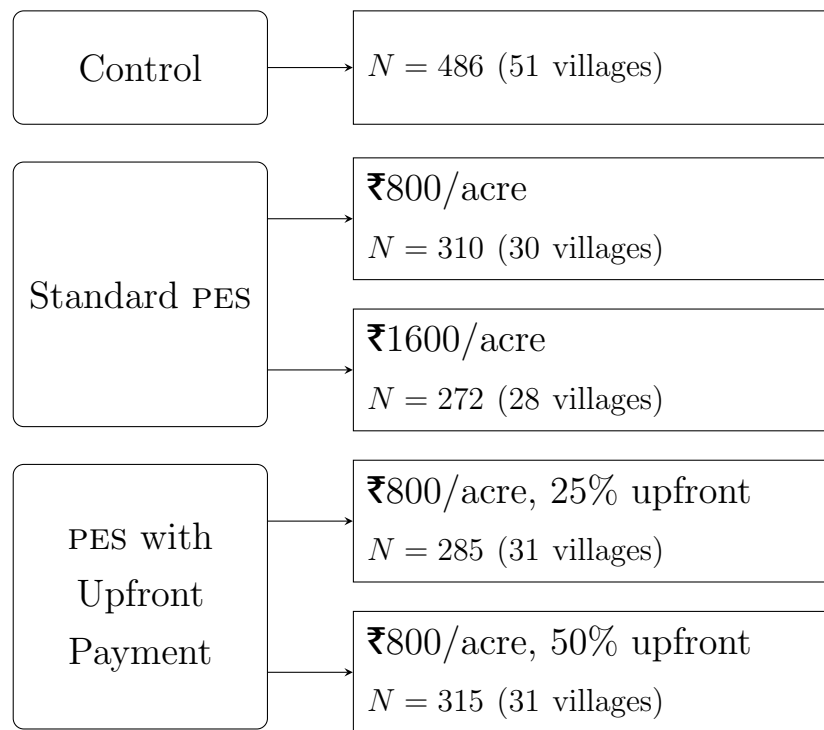 Control
N = 486 (51 villages)
Standard PES
₹800/acre
N = 310 (30 villages)
₹1600/acre
N = 272 (28 villages)
PES with
Upfront
Payment
₹800/acre, 25% upfront
N = 285 (31 villages)
₹800/acre, 50% upfront
N = 315 (31 villages)